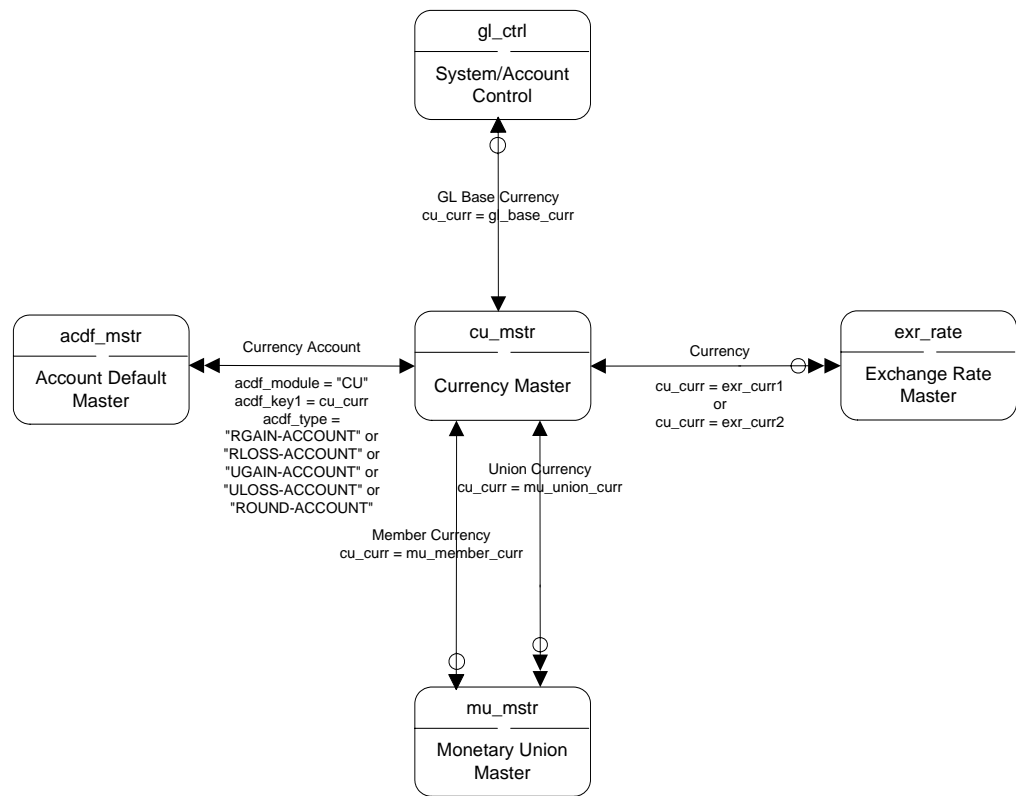 gl_ctrl
System/Account
Control
GL Base Currency
cu_curr = gl_base_curr
acdf_mstr
Account Default
Master
Currency Account
acdf_module = "CU"
acdf_key1 = cu_curr
acdf_type =
"RGAIN-ACCOUNT" or
"RLOSS-ACCOUNT" or
"UGAIN-ACCOUNT" or
"ULOSS-ACCOUNT" or
"ROUND-ACCOUNT"
cu_mstr
Currency Master
Currency
cu_curr = exr_curr1
or
cu_curr = exr_curr2
exr_rate
Exchange Rate
Master
Union Currency
cu_curr = mu_union_curr
Member Currency
cu_curr = mu_member_curr
mu_mstr
Monetary Union
Master